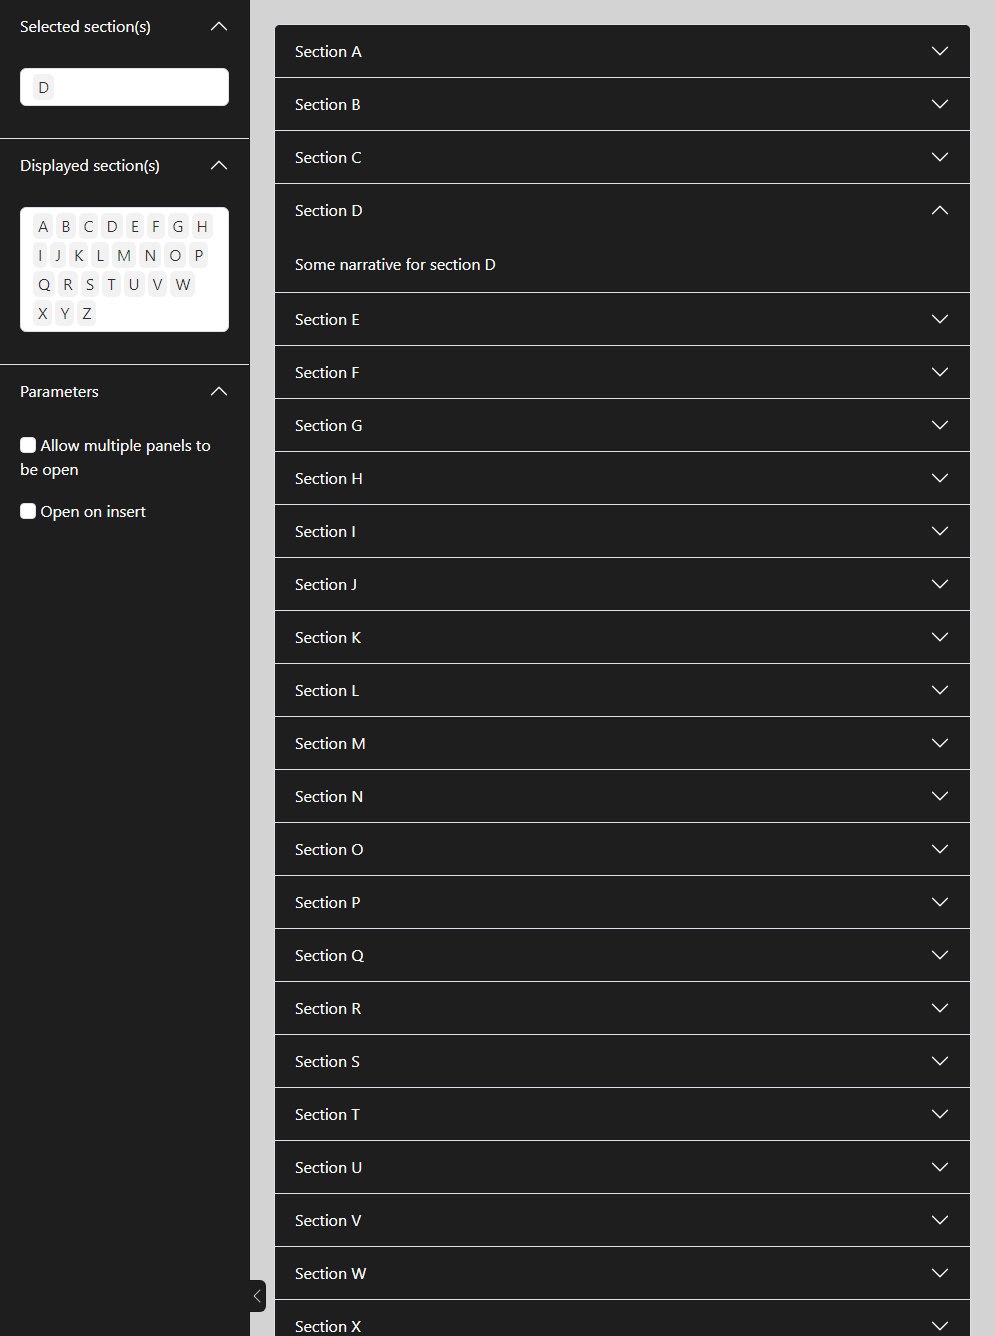 Selected section(s)
D
Displayed section(s)
A B C D E F G H
I J K L M N O P
Q R S T U V W
X Y Z
Parameters
Allow multiple panels to
be open
Open on insert
Section A
Section B
Section C
Section D
Some narrative for section D
Section E
Section F
Section G
Section H
Section I
Section J
Section K
Section L
Section M
Section N
Section O
Section P
Section Q
Section R
Section S
Section T
Section U
Section V
Section W
Section X